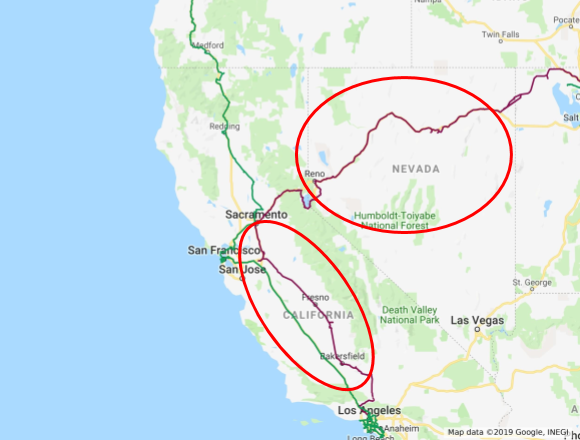 Nampa
Medford
Twin Falls
Pocate
Redding
Salt
Reno
NEVADA
Sacramento
Humboldt-Toiyabe
National Forest
San Francisco
San Jose
St. George
Fresno
CALIFORNIA
Death Valley
National Park
Las Vegas
Bakersfield
Los Angeles
Anaheim
Long Beach
Map data ©2019 Google, INEGI